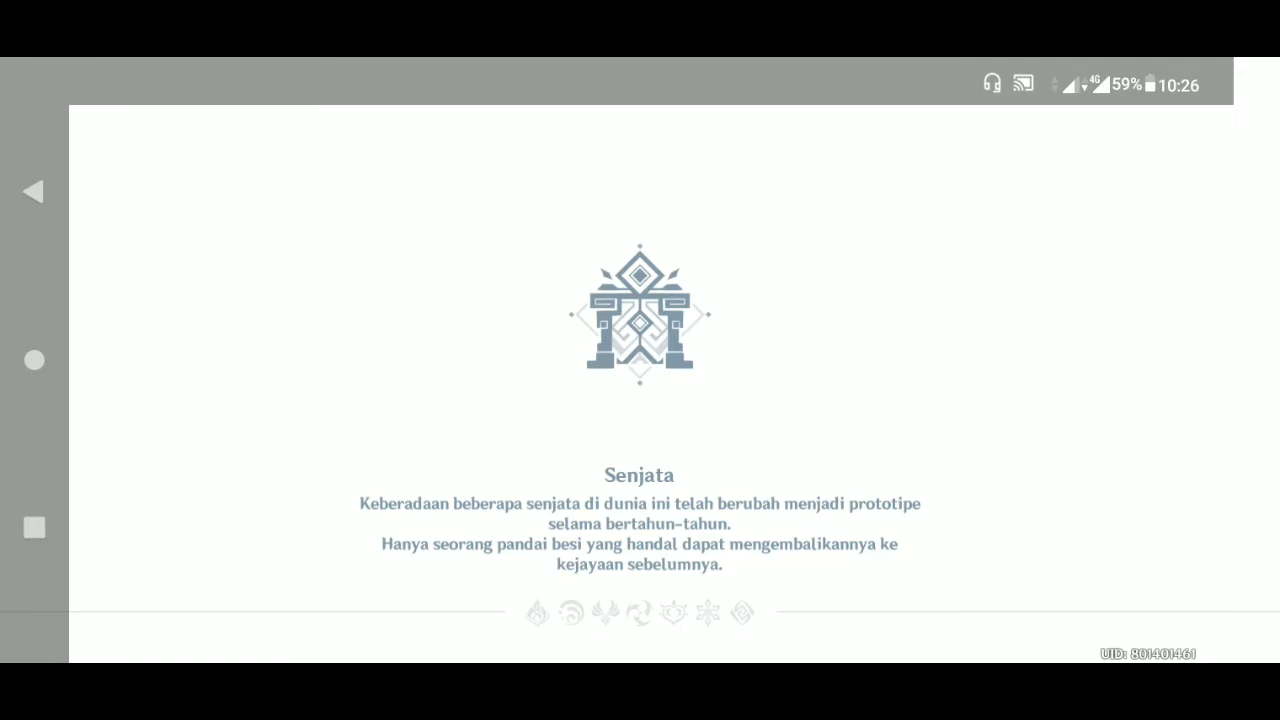 4G 59% 10:26
Senjata
Keberadaan beberapa senjata di dunia ini telah berubah menjadi prototipe
selama bertahun-tahun.
Hanya seorang pandai besi yang handal dapat mengembalikannya ke
kejayaan sebelumnya.
UID: 801401461